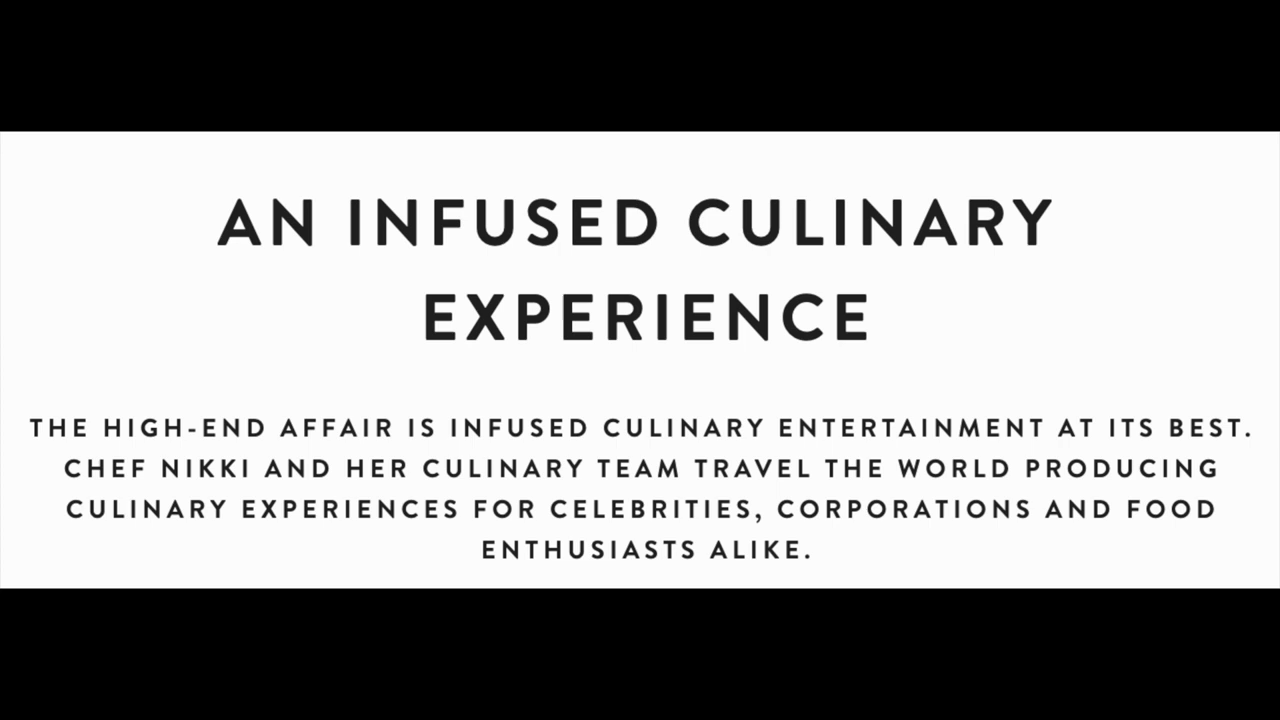 AN INFUSED CULINARY
EXPERIENCE
THE HIGH-END AFFAIR IS INFUSED CULINARY ENTERTAINMENT AT ITS BEST.
CHEF NIKKI AND HER CULINARY TEAM TRAVEL THE WORLD PRODUCING
CULINARY EXPERIENCES FOR CELEBRITIES, CORPORATIONS AND FOOD
ENTHUSIASTS ALIKE.